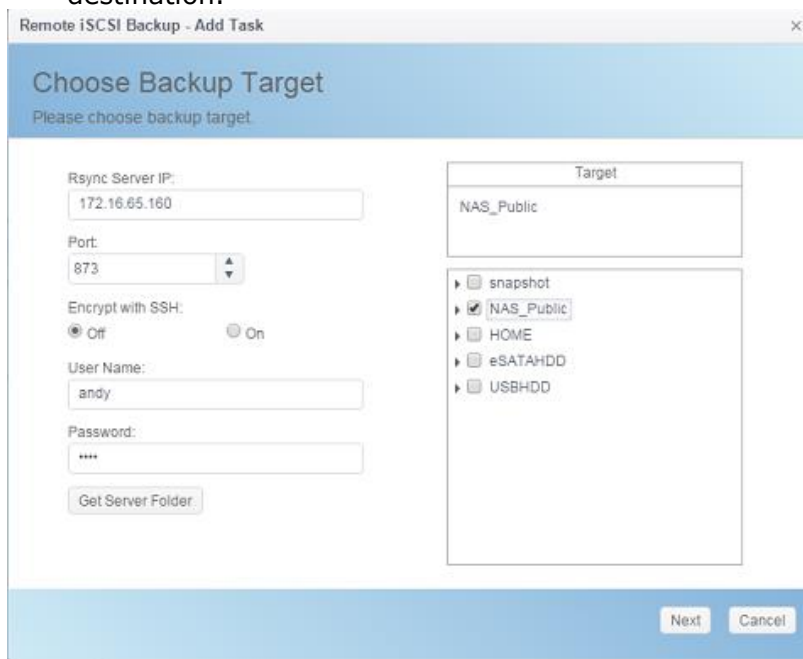 destination.
Remote iSCSI Backup - Add Task
Choose Backup Target
Please choose backup target.
Rsync Server IP:
172.16.65.160
Port:
873
Encrypt with SSH:
Off On
User Name:
andy
Password:
••••
Get Server Folder
Target
NAS_Public
snapshot
NAS_Public
HOME
eSATAHDD
USBHDD
Next Cancel